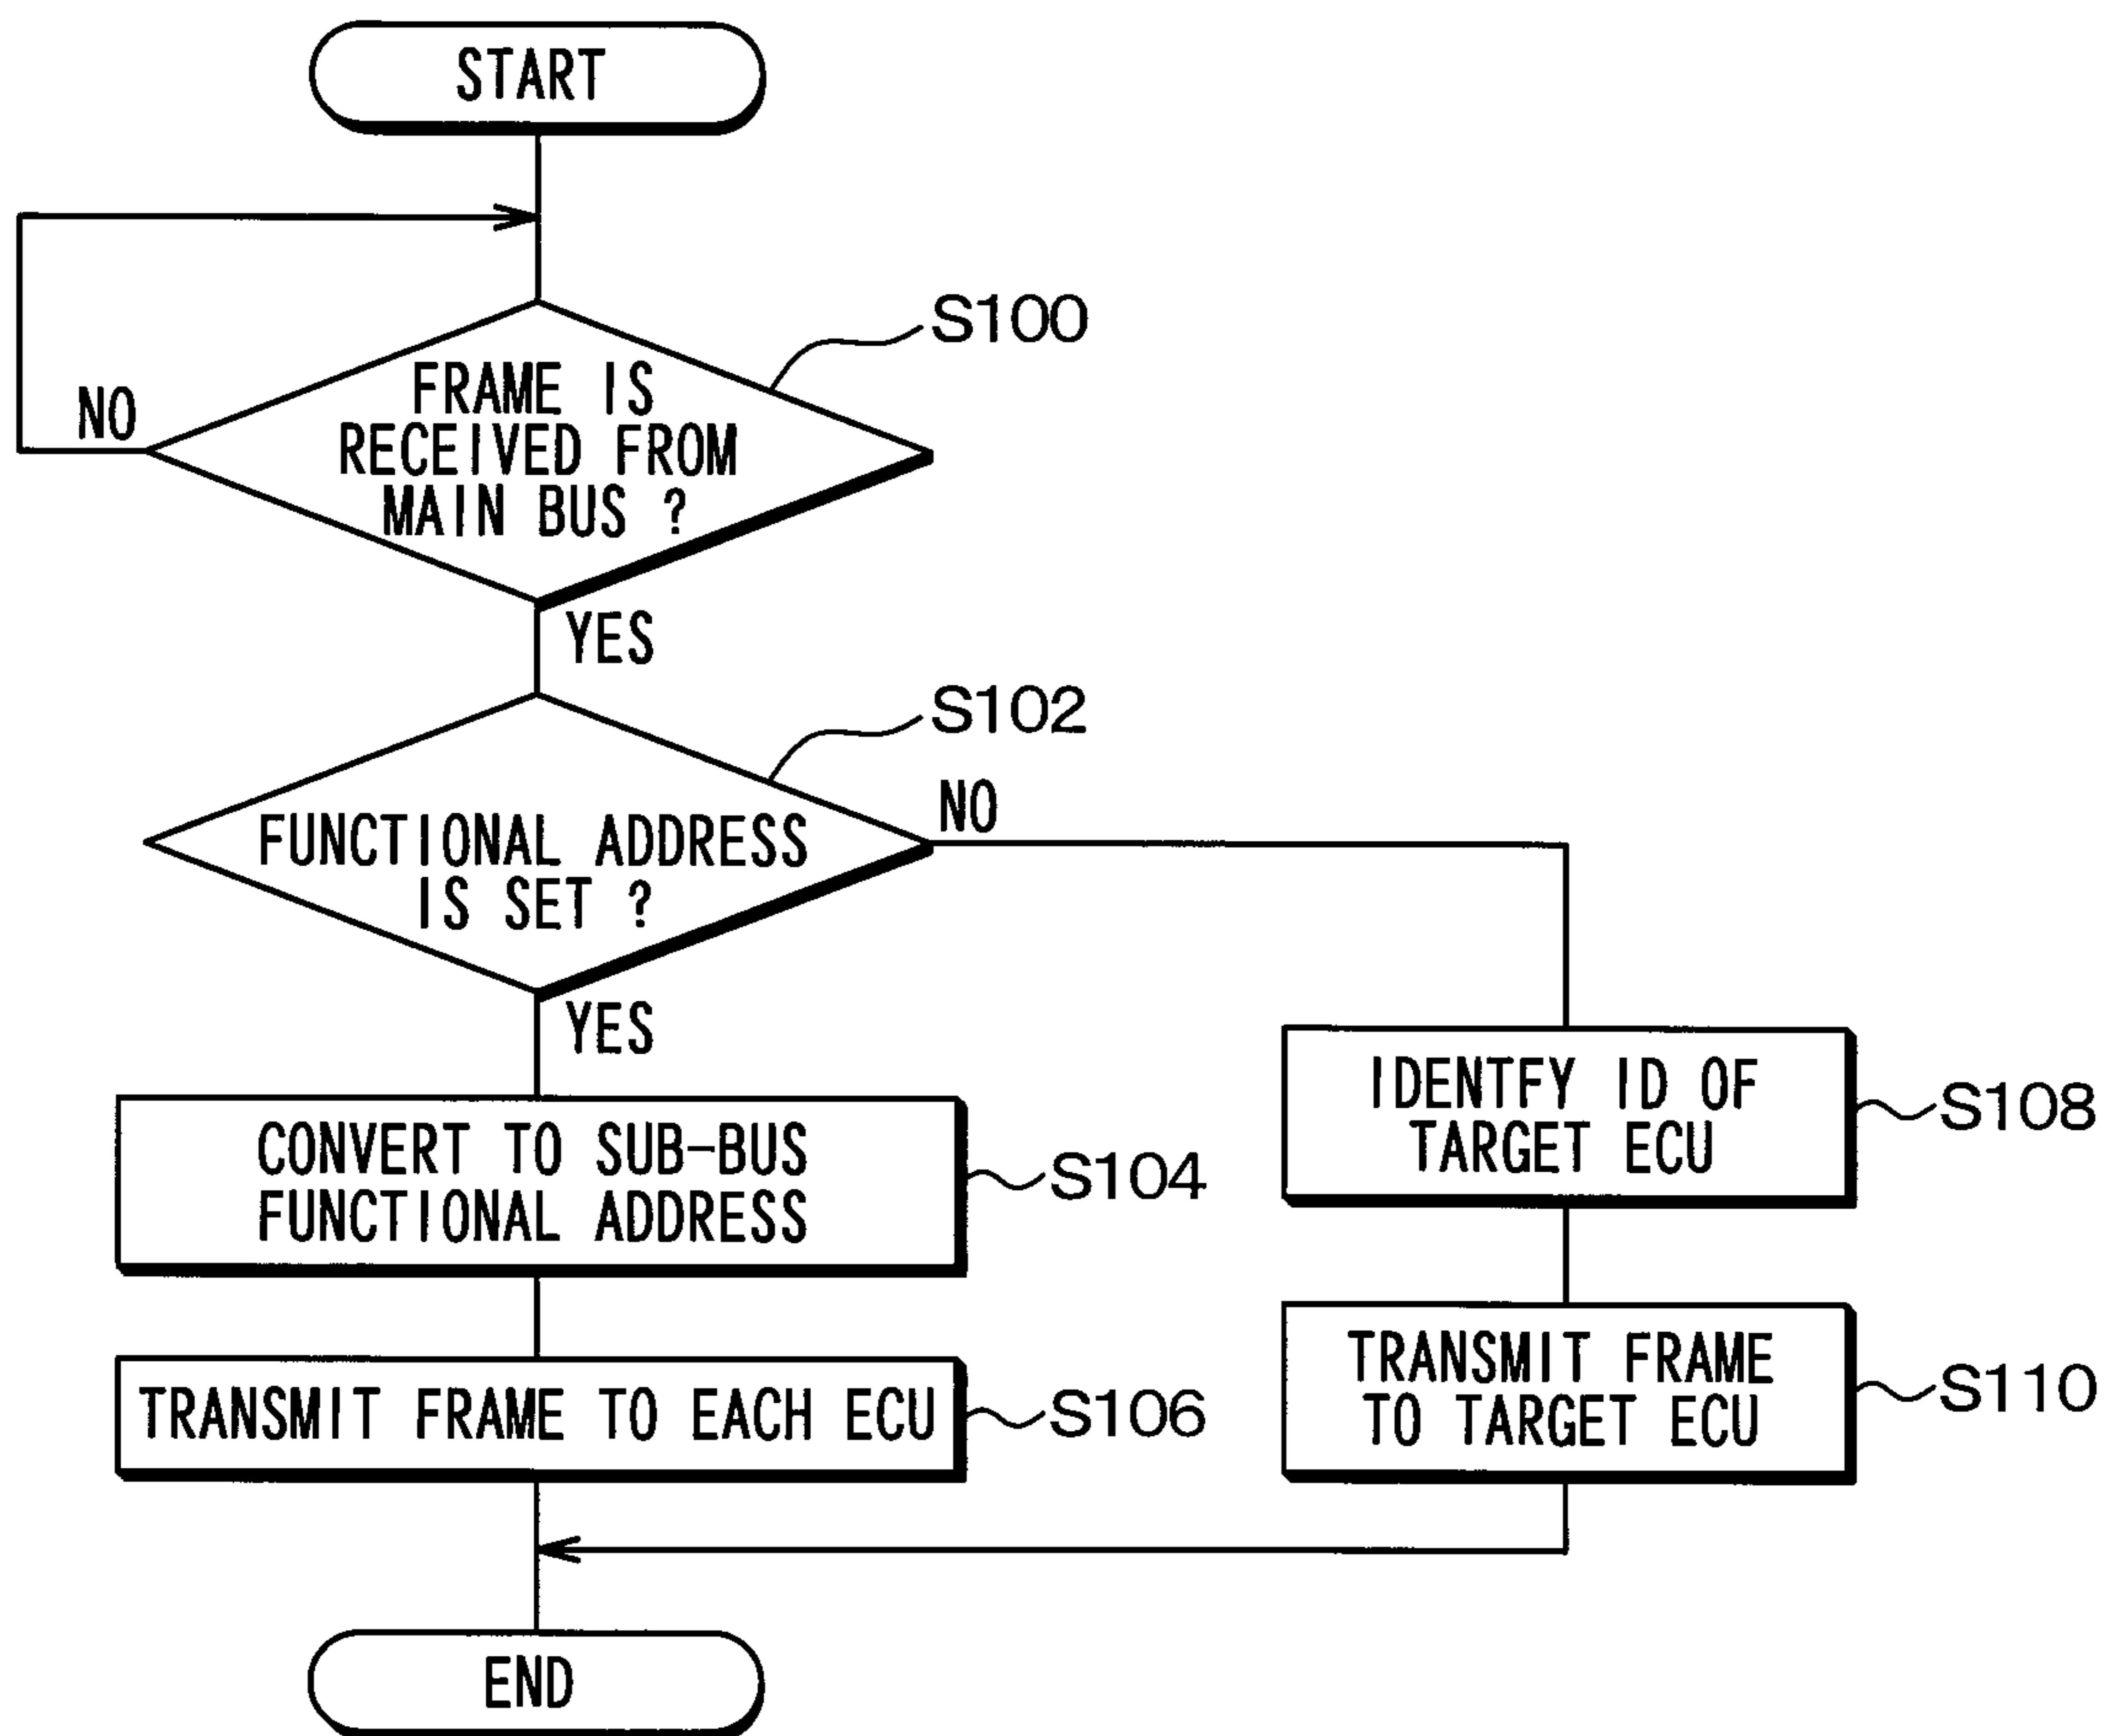 START
S100
FRAME IS
RECEIVED FROM
MAIN BUS ?
NO
YES
S102
FUNCTIONAL ADDRESS
IS SET ?
NO
YES
CONVERT TO SUB-BUS
FUNCTIONAL ADDRESS
S104
TRANSMIT FRAME TO EACH ECU
S106
IDENTFY ID OF
TARGET ECU
S108
TRANSMIT FRAME
TO TARGET ECU
S110
END